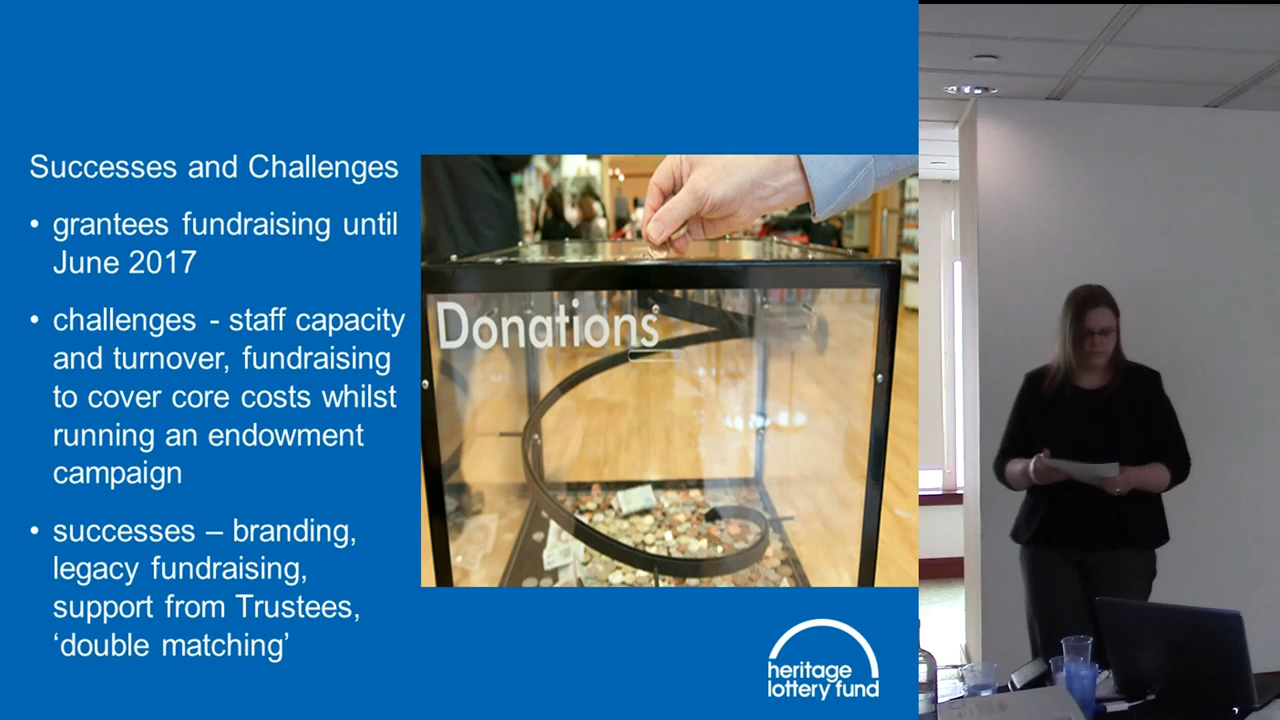 Successes and Challenges
• grantees fundraising until
June 2017
• challenges - staff capacity
and turnover, fundraising
to cover core costs whilst
running an endowment
campaign
• successes – branding,
legacy fundraising,
support from Trustees,
‘double matching’
Donations
heritage
lottery fund